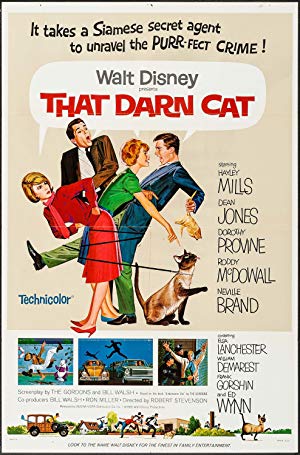 It takes a Siamese secret agent
to unravel the PURR-FECT CRIME!
Walt Disney
presents
THAT DARN CAT
starring
HAYLEY
MILLS
DEAN
JONES
DOROTHY
PROVINE
RODDY
McDOWALL
NEVILLE
BRAND
Technicolor
co-starring
ELSA
LANCHESTER
WILLIAM
DEMAREST
FRANK
GORSHIN
and ED
WYNN
Screenplay by THE GORDONS and BILL WALSH
Co-producers BILL WALSH · RON MILLER · Directed by ROBERT STEVENSON
LOOK TO THE NAME WALT DISNEY FOR THE FINEST IN FAMILY ENTERTAINMENT.